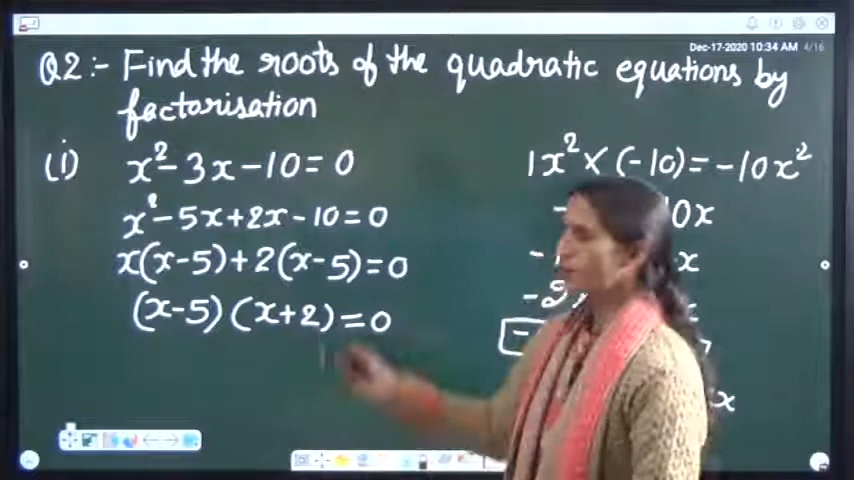 Dec-17-2020 10:34 AM 4/16
Q2:- Find the roots of the quadratic equations by
factorisation
(i) x²-3x-10=0
x²-5x+2x-10=0
x(x-5)+2(x-5)=0
(x-5)(x+2)=0
1x²×(-10)=-10x²
0x
x
x